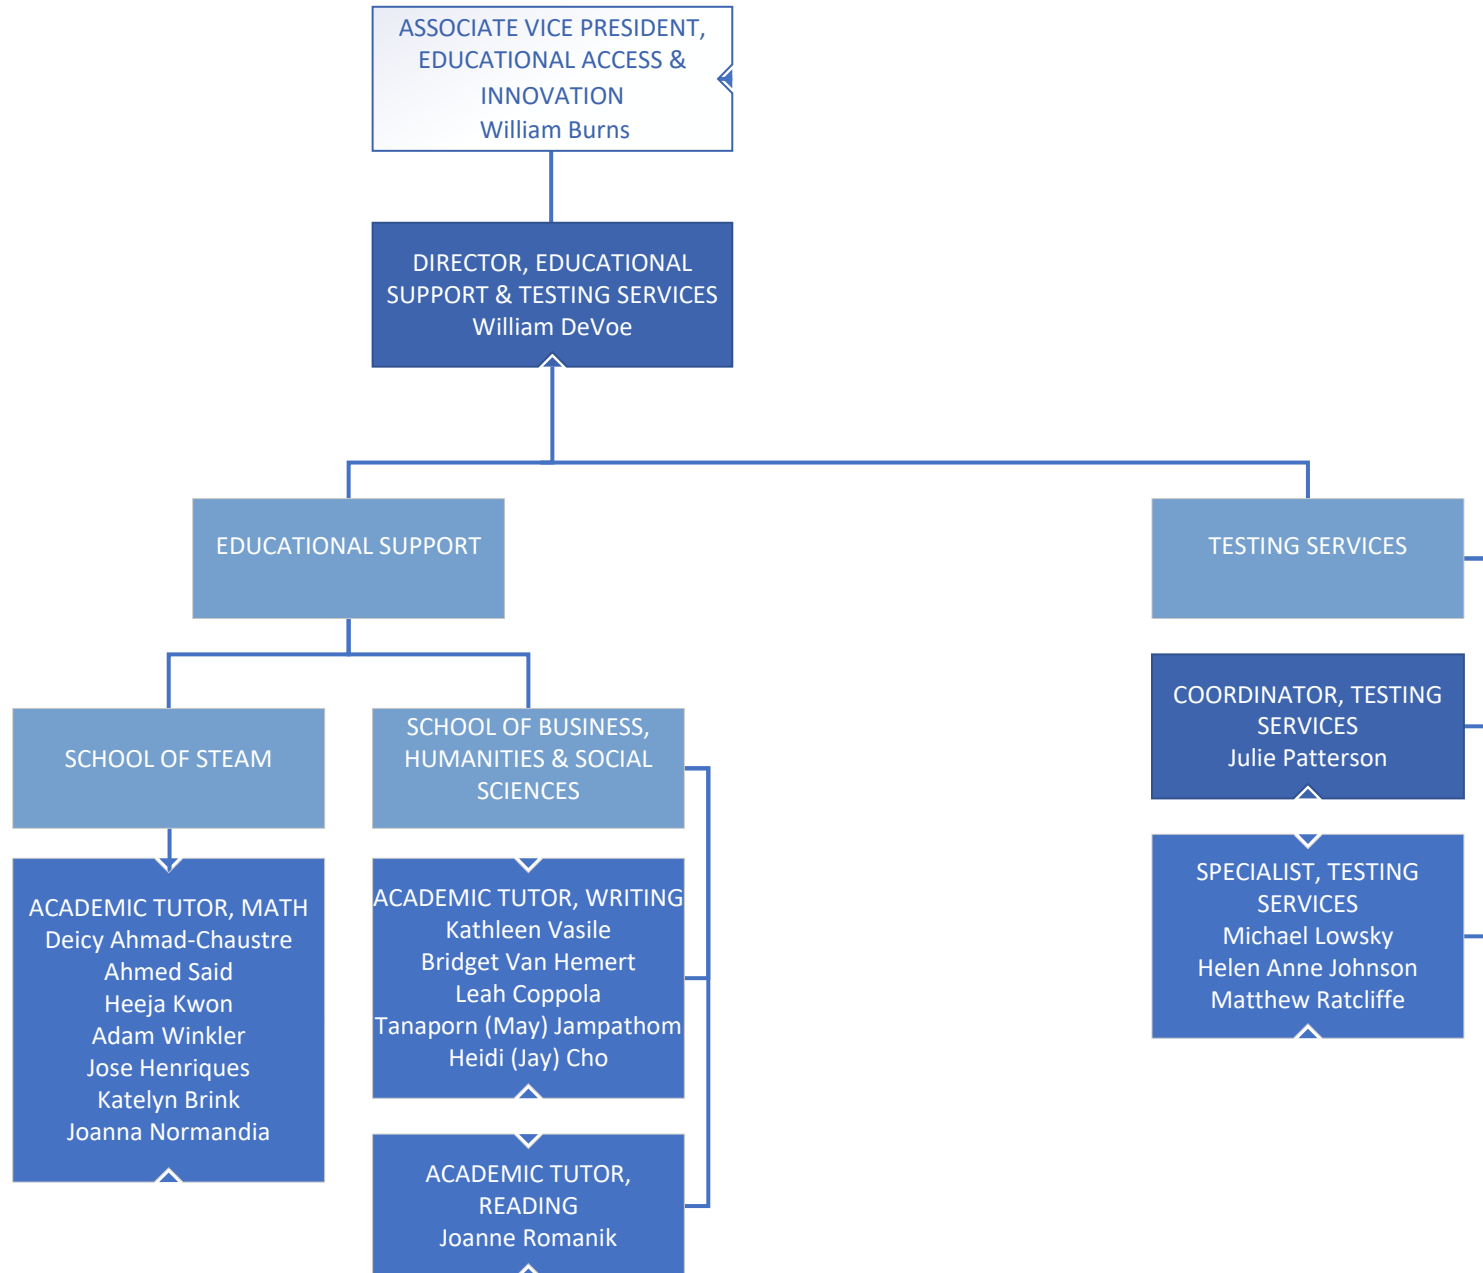 ASSOCIATE VICE PRESIDENT,
EDUCATIONAL ACCESS &
INNOVATION
William Burns
DIRECTOR, EDUCATIONAL
SUPPORT & TESTING SERVICES
William DeVoe
EDUCATIONAL SUPPORT
TESTING SERVICES
SCHOOL OF STEAM
SCHOOL OF BUSINESS,
HUMANITIES & SOCIAL
SCIENCES
COORDINATOR, TESTING
SERVICES
Julie Patterson
ACADEMIC TUTOR, MATH
Deicy Ahmad-Chaustre
Ahmed Said
Heeja Kwon
Adam Winkler
Jose Henriques
Katelyn Brink
Joanna Normandia
ACADEMIC TUTOR, WRITING
Kathleen Vasile
Bridget Van Hemert
Leah Coppola
Tanaporn (May) Jampathom
Heidi (Jay) Cho
SPECIALIST, TESTING
SERVICES
Michael Lowsky
Helen Anne Johnson
Matthew Ratcliffe
ACADEMIC TUTOR,
READING
Joanne Romanik